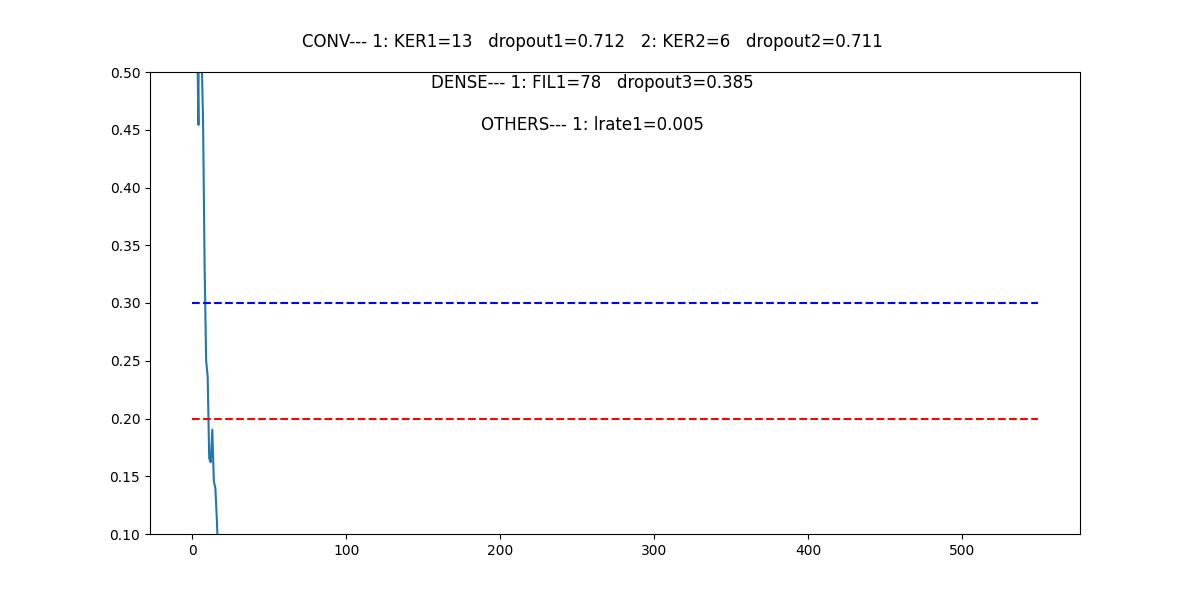 CONV--- 1: KER1=13   dropout1=0.712   2: KER2=6   dropout2=0.711
DENSE--- 1: FIL1=78   dropout3=0.385
OTHERS--- 1: lrate1=0.005
0.50
0.45
0.40
0.35
0.30
0.25
0.20
0.15
0.10
0 100 200 300 400 500